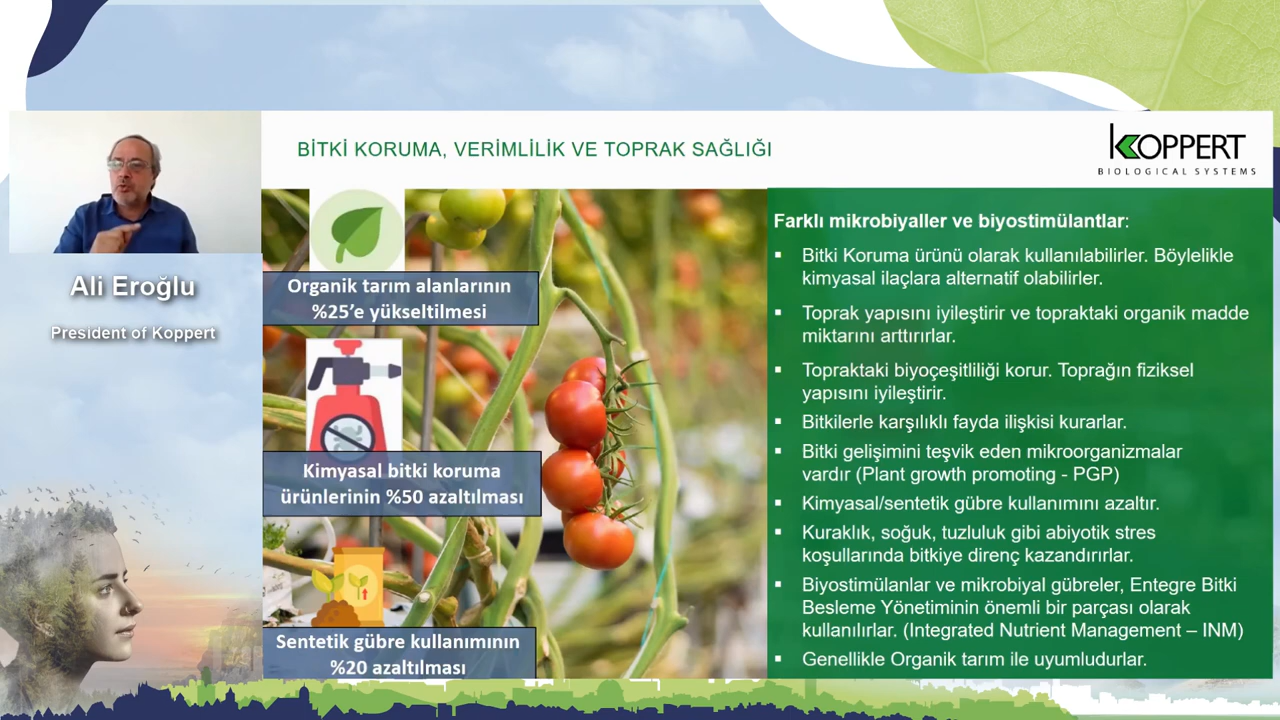 BİTKİ KORUMA, VERİMLİLİK VE TOPRAK SAĞLIĞI
KOPPERT
BIOLOGICAL SYSTEMS
Ali Eroğlu
President of Koppert
Organik tarım alanlarının
%25’e yükseltilmesi
Kimyasal bitki koruma
ürünlerinin %50 azaltılması
Sentetik gübre kullanımının
%20 azaltılması
Farklı mikrobiyaller ve biyostimülantlar:
▪ Bitki Koruma ürünü olarak kullanılabilirler. Böylelikle
kimyasal ilaçlara alternatif olabilirler.
▪ Toprak yapısını iyileştirir ve topraktaki organik madde
miktarını arttırırlar.
▪ Topraktaki biyoçeşitliliği korur. Toprağın fiziksel
yapısını iyileştirir.
▪ Bitkilerle karşılıklı fayda ilişkisi kurarlar.
▪ Bitki gelişimini teşvik eden mikroorganizmalar
vardır (Plant growth promoting - PGP)
▪ Kimyasal/sentetik gübre kullanımını azaltır.
▪ Kuraklık, soğuk, tuzluluk gibi abiyotik stres
koşullarında bitkiye direnç kazandırırlar.
▪ Biyostimülanlar ve mikrobiyal gübreler, Entegre Bitki
Besleme Yönetiminin önemli bir parçası olarak
kullanılırlar. (Integrated Nutrient Management – INM)
▪ Genellikle Organik tarım ile uyumludurlar.